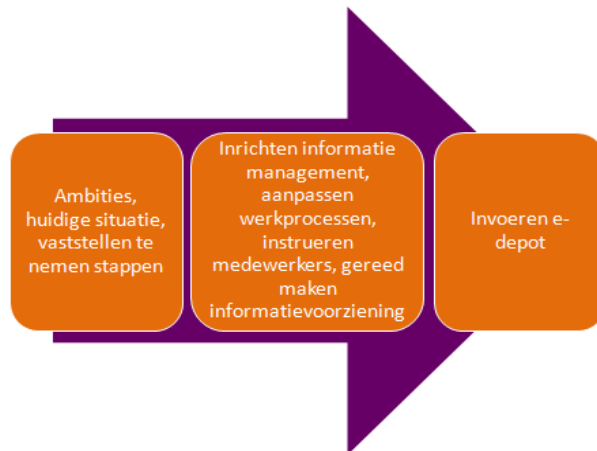 Ambities,
huidige situatie,
vaststellen te
nemen stappen
Inrichten informatie
management,
aanpassen
werkprocessen,
instrueren
medewerkers, gereed
maken
informatievoorziening
Invoeren e-
depot